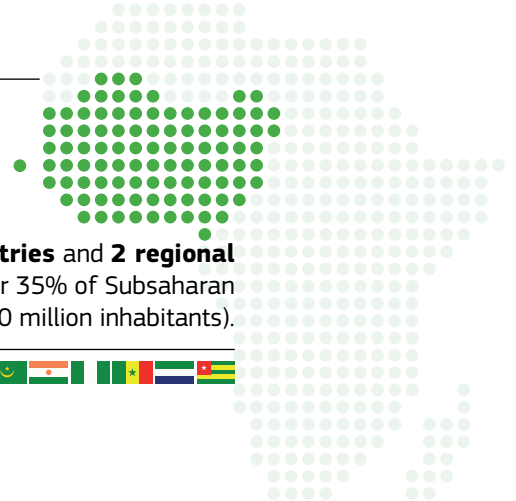 tries and 2 regional
r 35% of Subsaharan
0 million inhabitants).